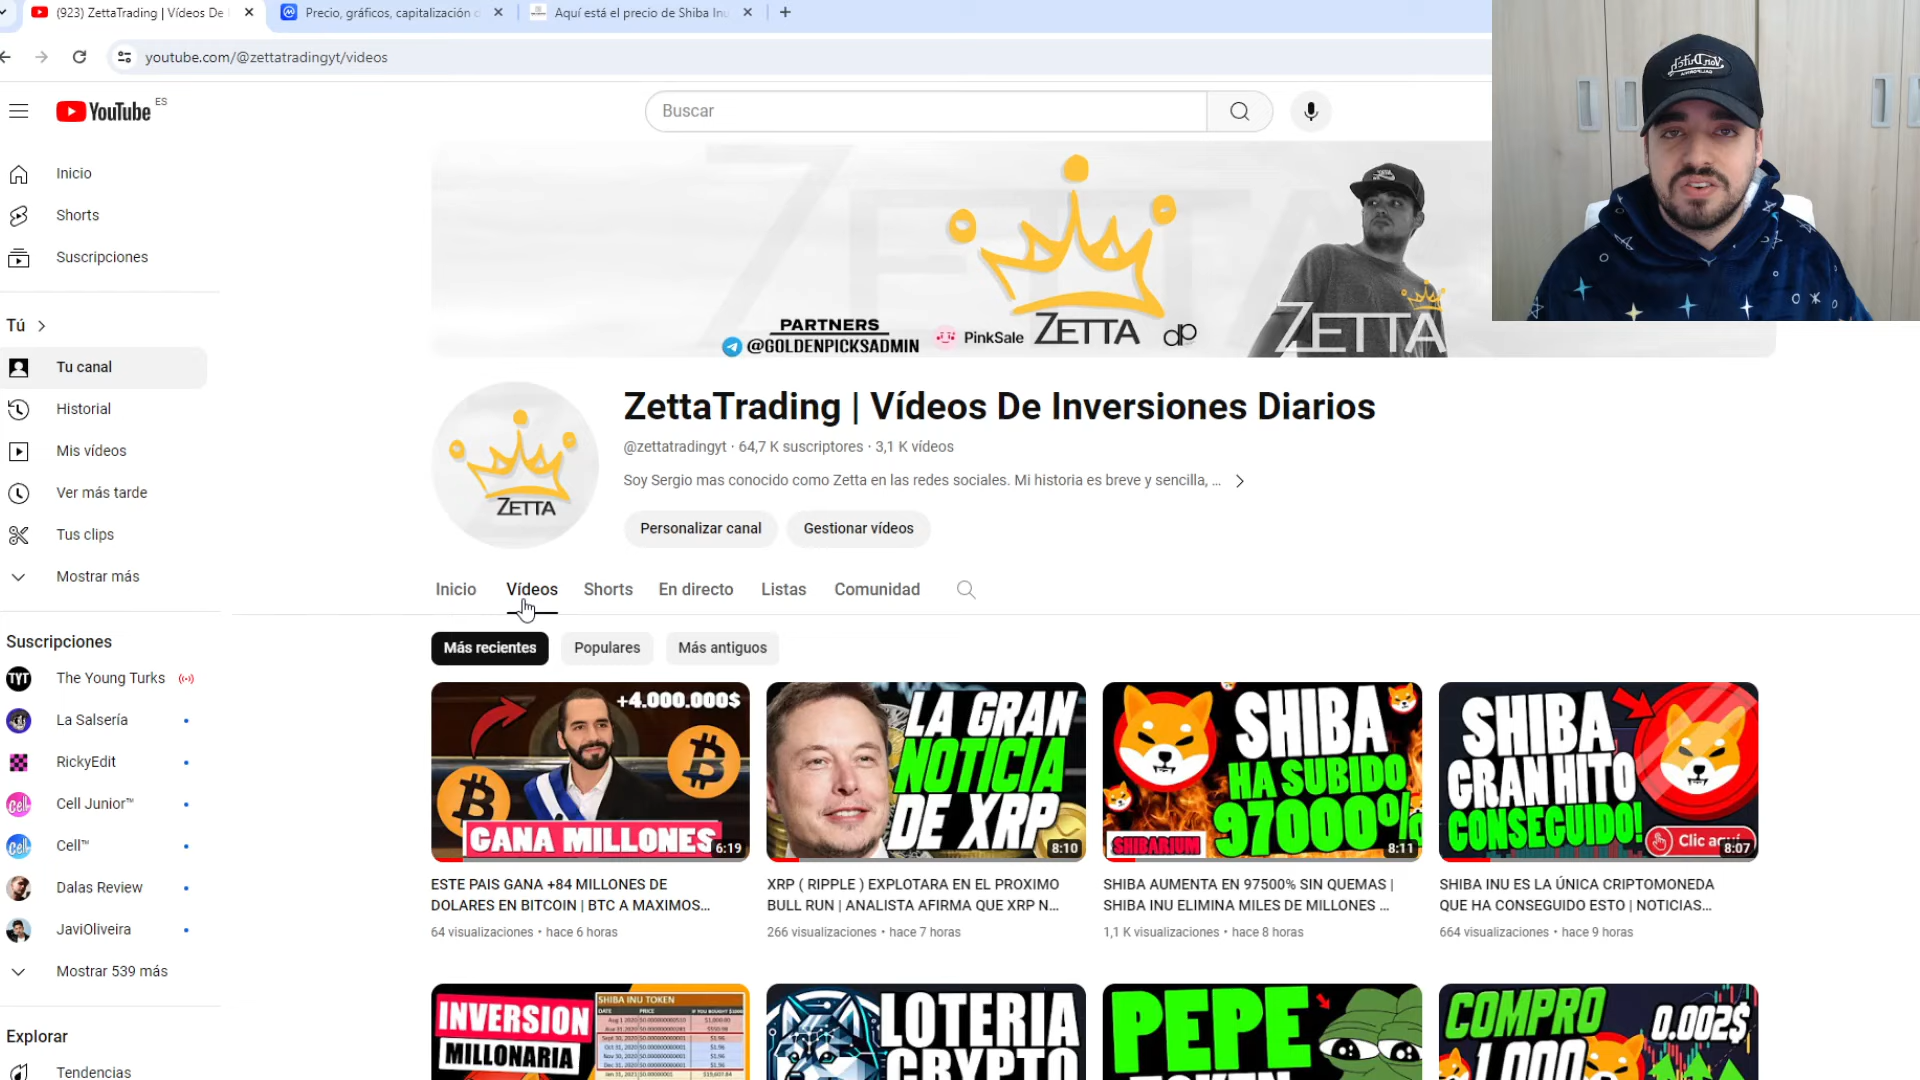 (923) ZettaTrading | Vídeos De
Precio, gráficos, capitalización d
Aquí está el precio de Shiba Inu
youtube.com/@zettatradingyt/videos
YouTube ES
Buscar
Von Dutch
Inicio
Shorts
Suscripciones
Tú
Tu canal
Historial
Mis vídeos
Ver más tarde
Tus clips
Mostrar más
Suscripciones
The Young Turks
La Salsería
RickyEdit
Cell Junior™
Cell™
Dalas Review
JaviOliveira
Mostrar 539 más
Explorar
Tendencias
ZETTA
PARTNERS
@GOLDENPICKSADMIN
PinkSale
ZETTA
dp
ZETTA
ZETTA
ZettaTrading | Vídeos De Inversiones Diarios
@zettatradingyt · 64,7 K suscriptores · 3,1 K vídeos
Soy Sergio mas conocido como Zetta en las redes sociales. Mi historia es breve y sencilla, ...
Personalizar canal
Gestionar vídeos
Inicio
Vídeos
Shorts
En directo
Listas
Comunidad
Más recientes
Populares
Más antiguos
+4.000.000$
GANA MILLONES
6:19
LA GRAN
NOTICIA
DE XRP
8:10
SHIBA
HA SUBIDO
97000%
SHIBARIUM
8:11
SHIBA
GRAN HITO
CONSEGUIDO!
Clic aquí
8:07
ESTE PAIS GANA +84 MILLONES DE
DOLARES EN BITCOIN | BTC A MAXIMOS...
64 visualizaciones • hace 6 horas
XRP ( RIPPLE ) EXPLOTARA EN EL PROXIMO
BULL RUN | ANALISTA AFIRMA QUE XRP N...
266 visualizaciones • hace 7 horas
SHIBA AUMENTA EN 97500% SIN QUEMAS |
SHIBA INU ELIMINA MILES DE MILLONES ...
1,1 K visualizaciones • hace 8 horas
SHIBA INU ES LA ÚNICA CRIPTOMONEDA
QUE HA CONSEGUIDO ESTO | NOTICIAS...
664 visualizaciones • hace 9 horas
INVERSION
MILLONARIA
SHIBA INU TOKEN
DATE PRICE
LOTERIA
CRYPTO
PEPE
TOKEN
COMPRO
1.000
0.002$